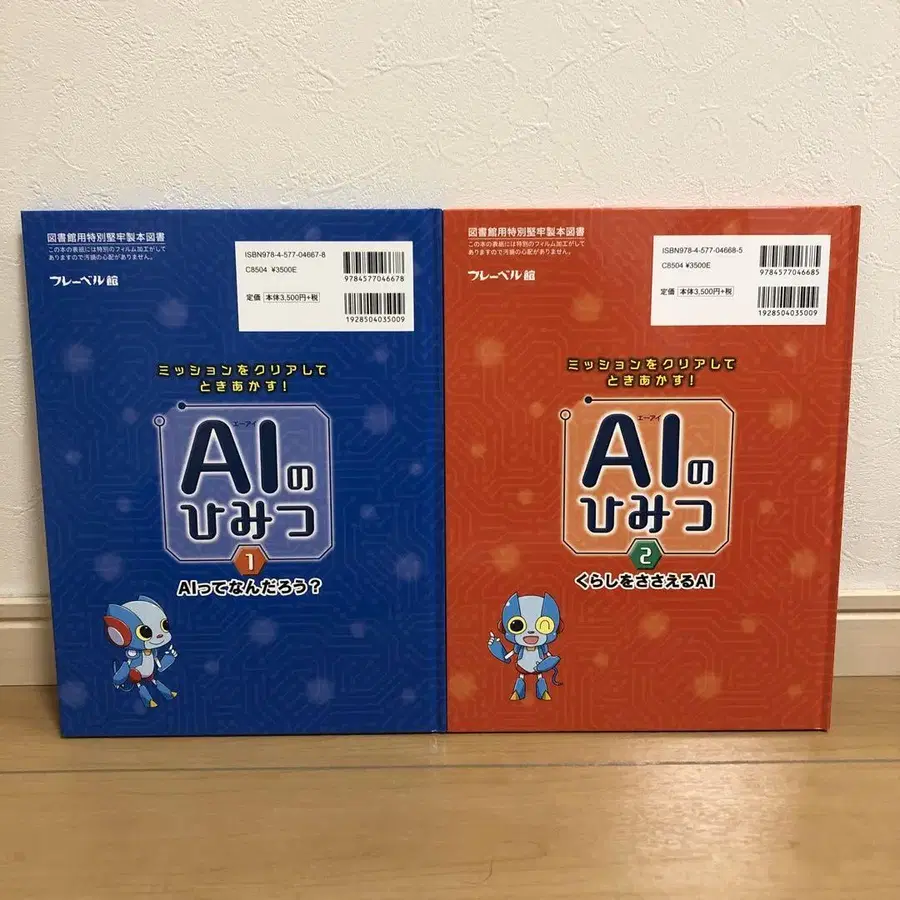 図書館用特別堅牢製本図書
この本の表紙には特別のフィルム加工がして
ありますので汚損の心配がありません。
フレーベル館
ISBN978-4-577-04667-8
C8504 ¥3500E
定価 本体3,500円+税
9784577046678
1928504035009
ミッションをクリアして
ときあかす!
エーアイ
AIの
ひみつ
1
AIってなんだろう?
図書館用特別堅牢製本図書
この本の表紙には特別のフィルム加工がして
ありますので汚損の心配がありません。
フレーベル館
ISBN978-4-577-04668-5
C8504 ¥3500E
定価 本体3,500円+税
9784577046685
1928504035009
ミッションをクリアして
ときあかす!
エーアイ
AIの
ひみつ
2
くらしをささえるAI